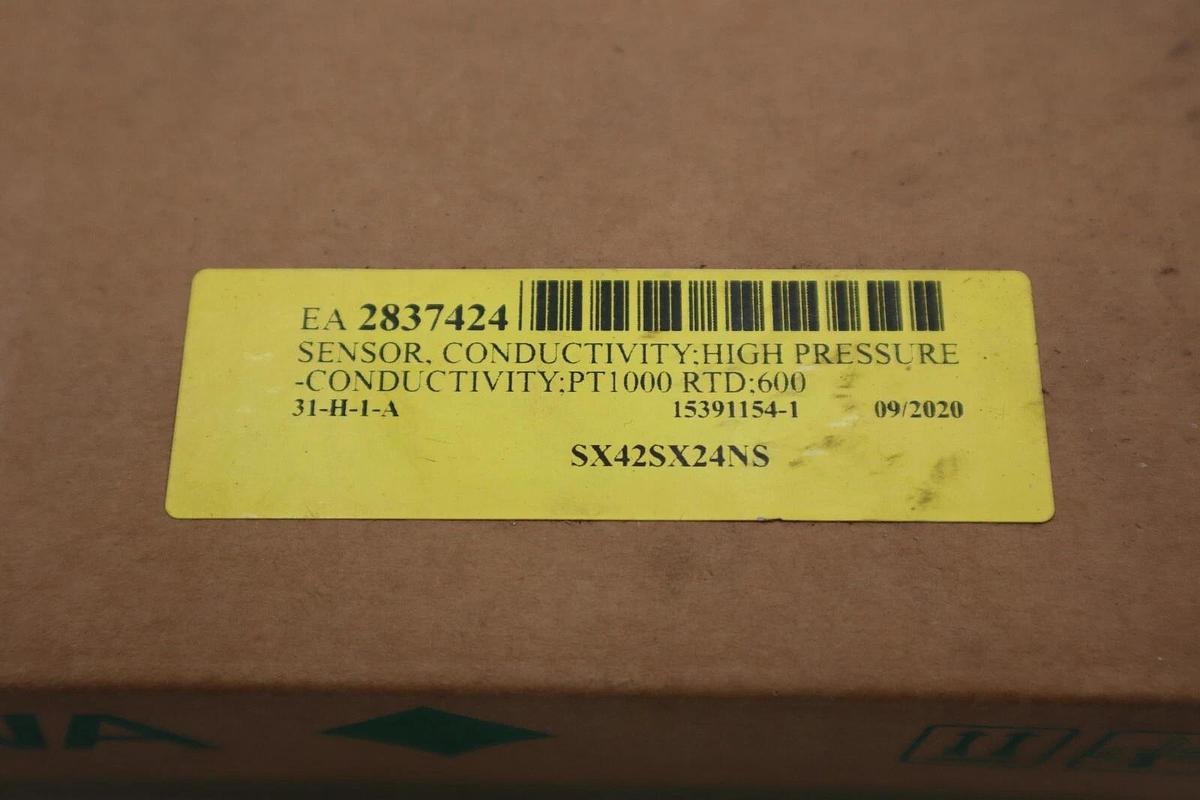 EA 2837424
SENSOR, CONDUCTIVITY;HIGH PRESSURE
-CONDUCTIVITY;PT1000 RTD;600
31-H-1-A 15391154-1 09/2020
SX42SX24NS